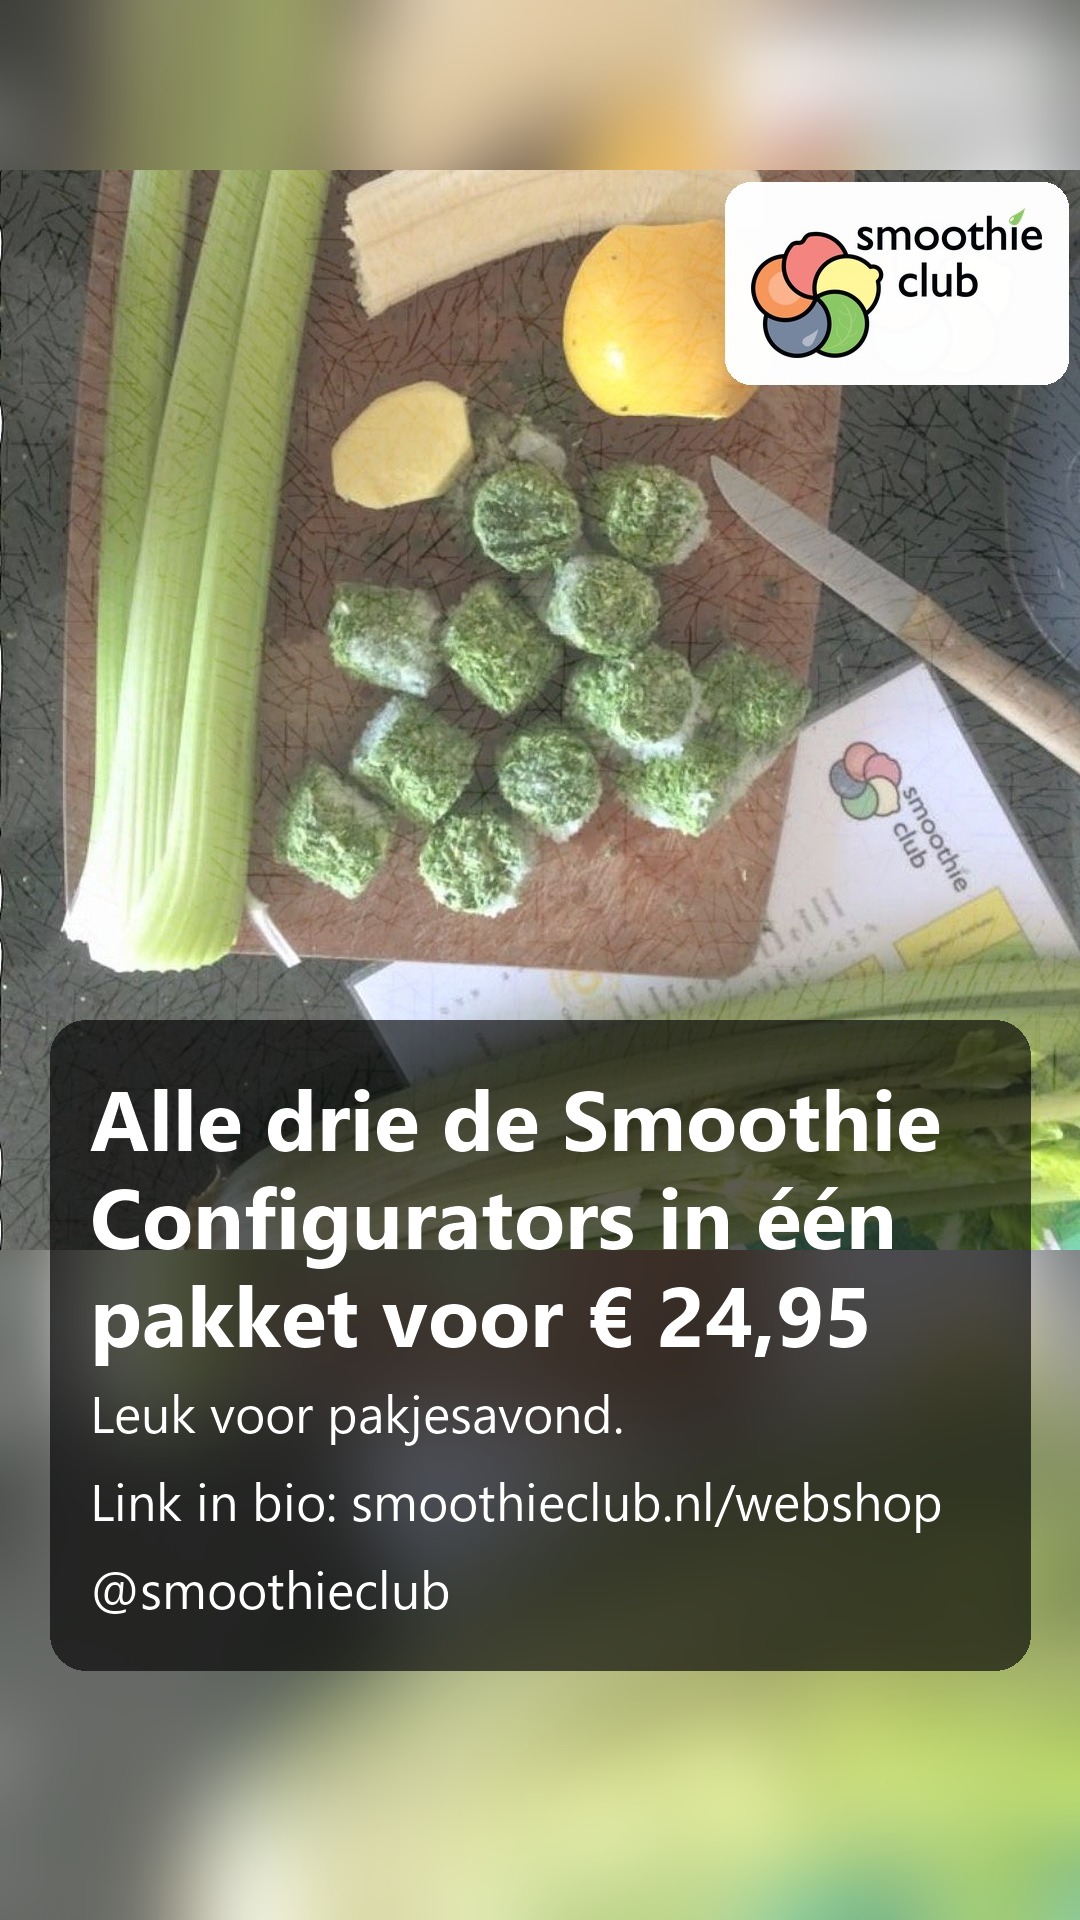 smoothie
club
smoothie
club
Alle drie de Smoothie
Configurators in één
pakket voor € 24,95
Leuk voor pakjesavond.
Link in bio: smoothieclub.nl/webshop
@smoothieclub